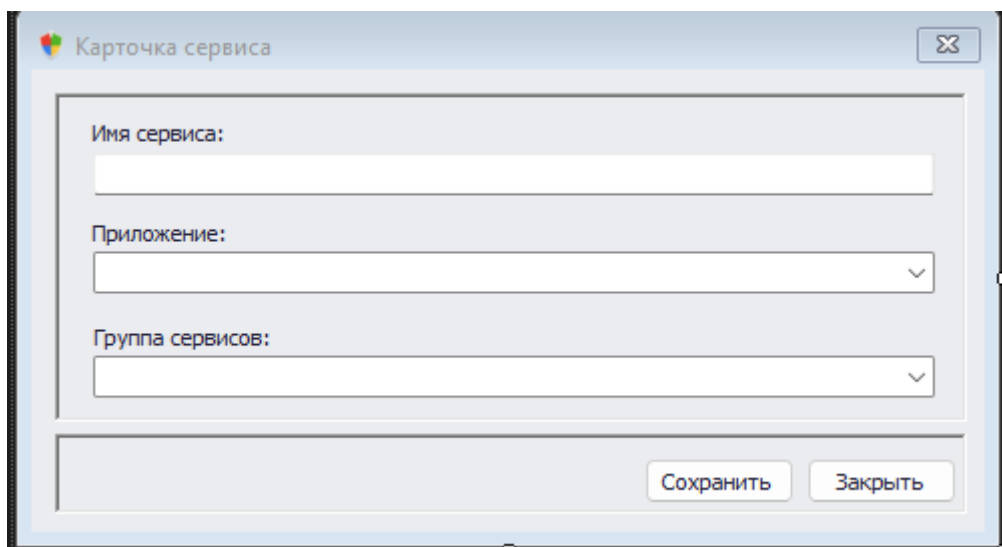 Карточка сервиса
Имя сервиса:
Приложение:
Группа сервисов:
Сохранить Закрыть